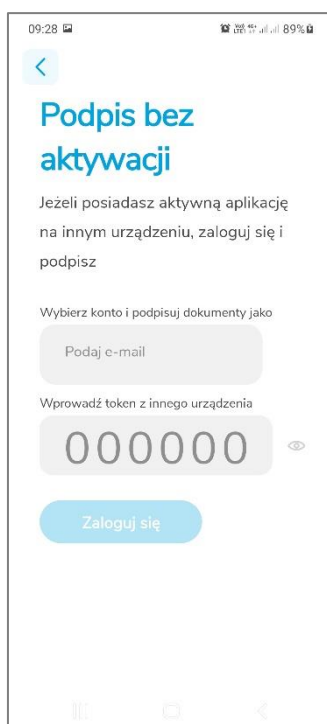 09:28 89%
Podpis bez
aktywacji
Jeżeli posiadasz aktywną aplikację
na innym urządzeniu, zaloguj się i
podpisz
Wybierz konto i podpisuj dokumenty jako
Podaj e-mail
Wprowadź token z innego urządzenia
000000
Zaloguj się